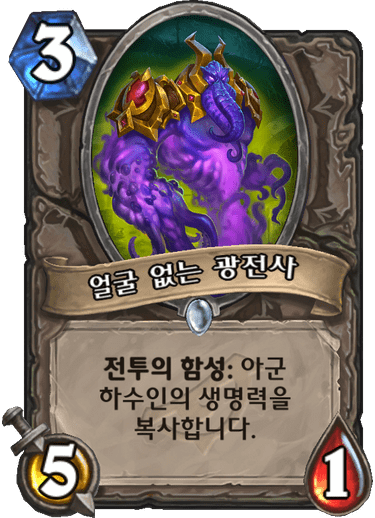 3
얼굴 없는 광전사
전투의 함성: 아군
하수인의 생명력을
복사합니다.
5
1